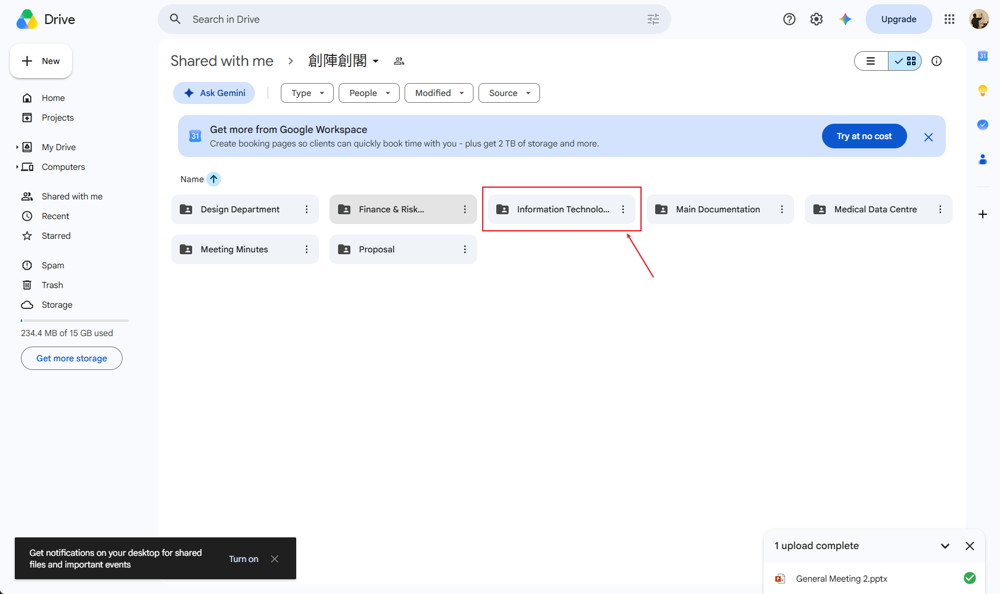 Drive
Search in Drive
Upgrade
New
Shared with me
創陣創閣
31
Home
Projects
Ask Gemini
Type
People
Modified
Source
My Drive
Computers
31
Get more from Google Workspace
Create booking pages so clients can quickly book time with you - plus get 2 TB of storage and more.
Try at no cost
Name
Shared with me
Recent
Starred
Design Department
Finance & Risk...
Information Technolo...
Main Documentation
Medical Data Centre
Meeting Minutes
Proposal
Spam
Trash
Storage
234.4 MB of 15 GB used
Get more storage
Get notifications on your desktop for shared
files and important events
Turn on
1 upload complete
P
General Meeting 2.pptx